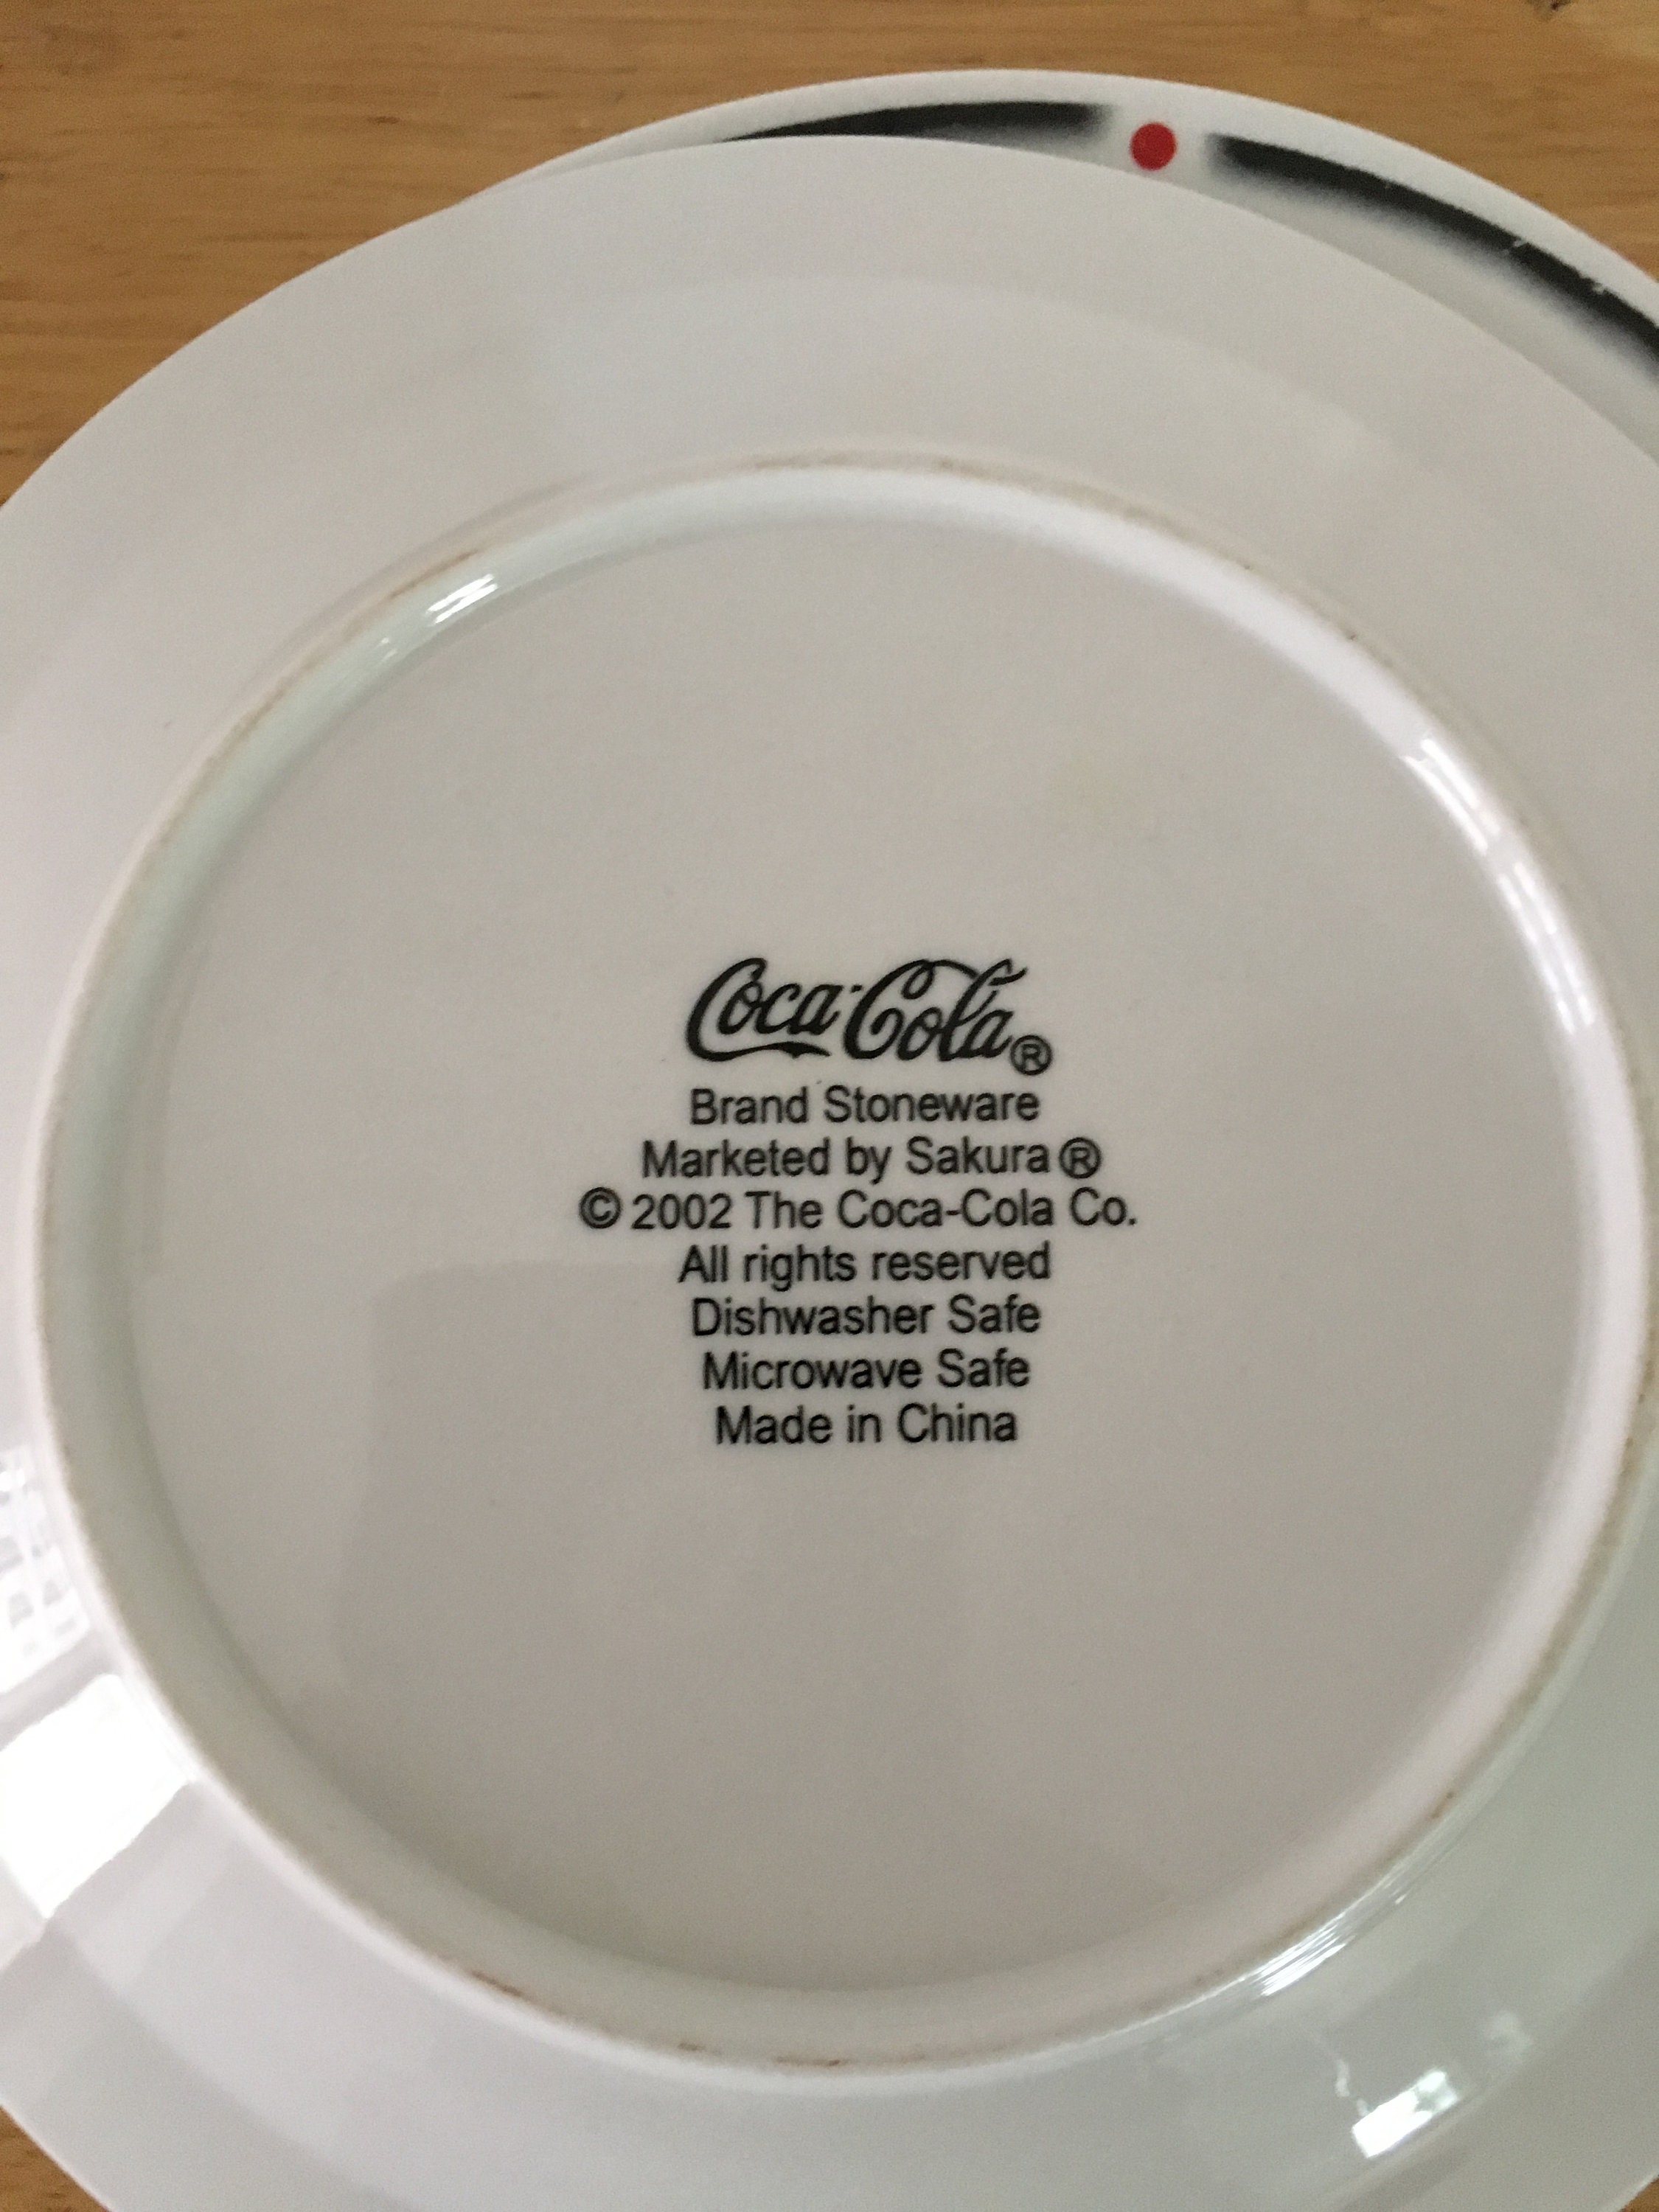 Coca-Cola®
Brand Stoneware
Marketed by Sakura®
© 2002 The Coca-Cola Co.
All rights reserved
Dishwasher Safe
Microwave Safe
Made in China